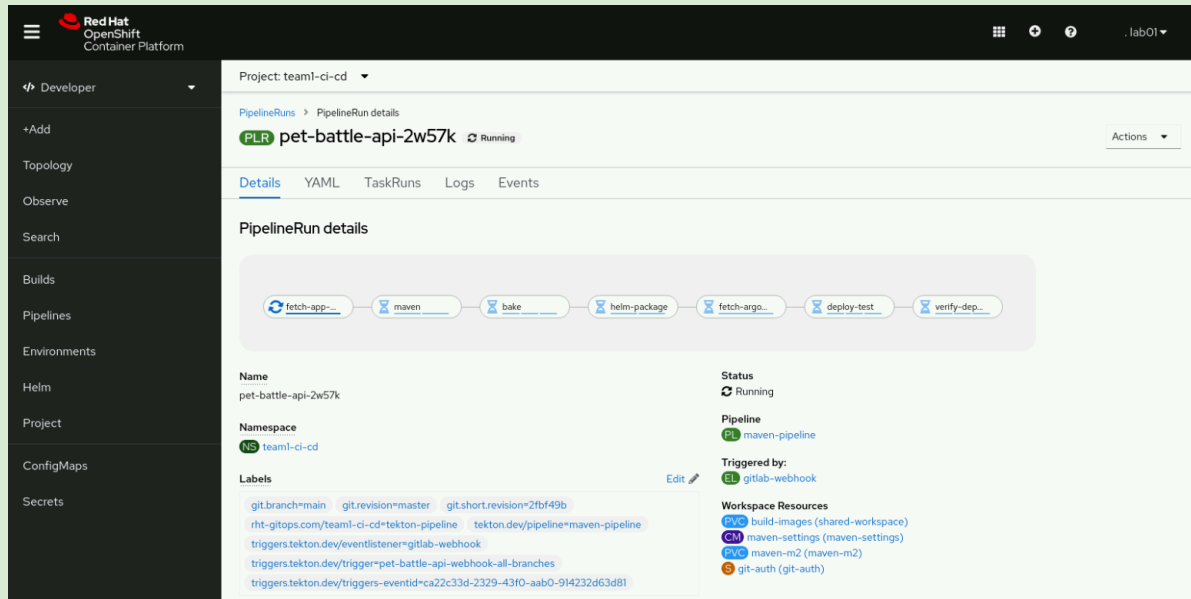 Red Hat
OpenShift
Container Platform
. lab01
Developer
+Add
Topology
Observe
Search
Builds
Pipelines
Environments
Helm
Project
ConfigMaps
Secrets
Project: team1-ci-cd
PipelineRuns > PipelineRun details
PLR pet-battle-api-2w57k Running
Actions
Details YAML TaskRuns Logs Events
PipelineRun details
fetch-app-... maven bake helm-package fetch-argo... deploy-test verify-dep...
Name
pet-battle-api-2w57k
Namespace
NS team1-ci-cd
Labels Edit
git.branch=main git.revision=master git.short.revision=2fbf49b
rht-gitops.com/team1-ci-cd=tekton-pipeline tekton.dev/pipeline=maven-pipeline
triggers.tekton.dev/eventlistener=gitlab-webhook
triggers.tekton.dev/trigger=pet-battle-api-webhook-all-branches
triggers.tekton.dev/triggers-eventid=ca22c33d-2329-43f0-aab0-914232d63d81
Status
Running
Pipeline
PL maven-pipeline
Triggered by:
EL gitlab-webhook
Workspace Resources
PVC build-images (shared-workspace)
CM maven-settings (maven-settings)
PVC maven-m2 (maven-m2)
S git-auth (git-auth)